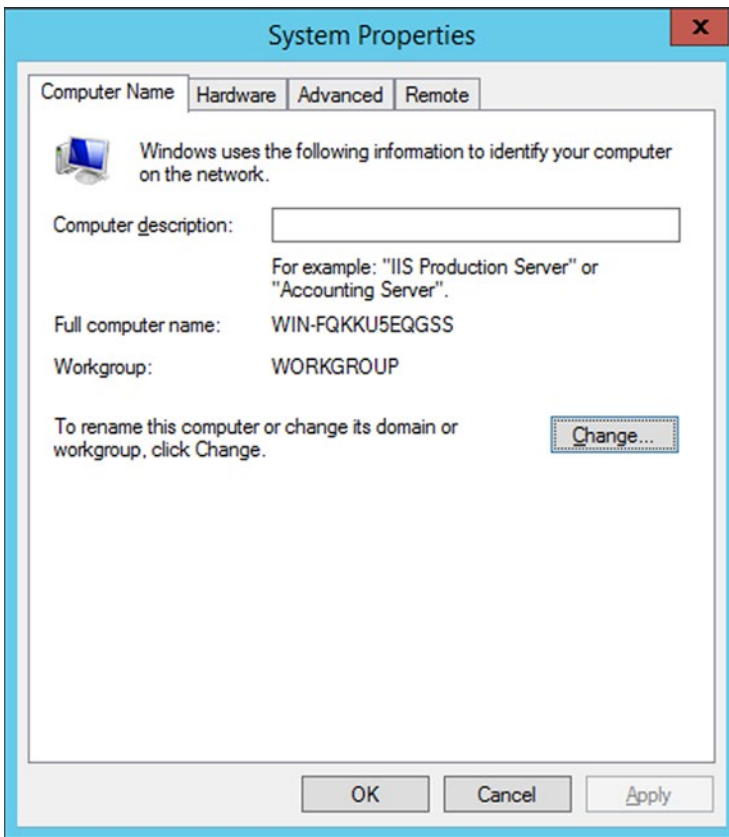 System Properties
x
Computer Name Hardware Advanced Remote
Windows uses the following information to identify your computer
on the network.
Computer description:
For example: "IIS Production Server" or
"Accounting Server".
Full computer name: WIN-FQKKU5EQGSS
Workgroup: WORKGROUP
To rename this computer or change its domain or
workgroup, click Change.
Change...
OK Cancel Apply